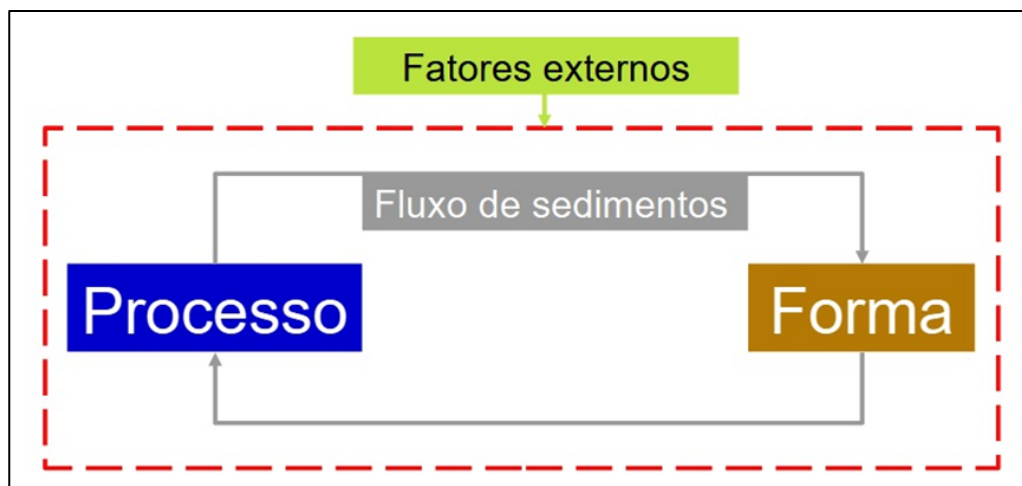 Fatores externos
Fluxo de sedimentos
Processo
Forma